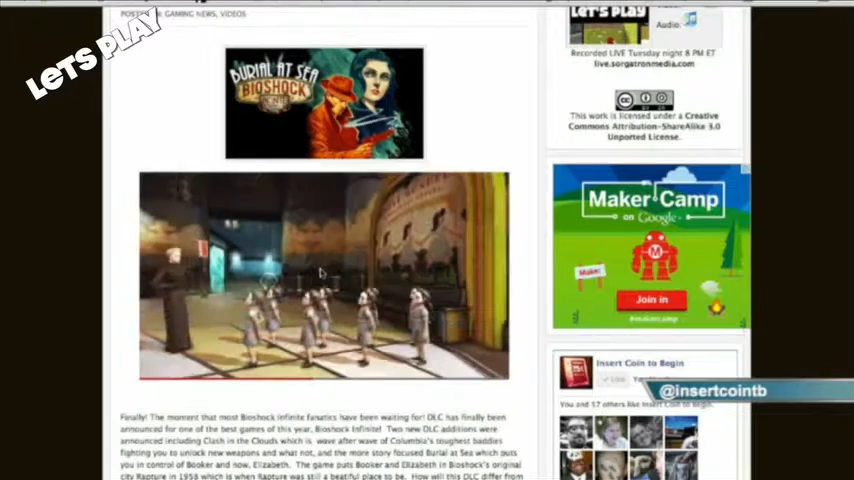 GAMING NEWS, VIDEOS
LETS PLAY
BURIAL AT SEA
BIOSHOCK
Finally! The moment that most Bioshock Infinite fanatics have been waiting for! DLC has finally been
announced for one of the best games of this year, Bioshock Infinite! Two new DLC additions were
announced including Clash in the Clouds which is wave after wave of Columbia's toughest baddies
fighting you to unlock new weapons and what not, and the more story focused Burial at Sea which puts
you in control of Booker and now, Elizabeth. The game puts Booker and Elizabeth in Bioshock's original
city Rapture in 1958 which is when Rapture was still a beatiful place to be. How will this DLC differ from
LET'S PLAY
Audio:
Recorded LIVE Tuesday night 8 PM ET
live.sorgatronmedia.com
cc
This work is licensed under a Creative
Commons Attribution-ShareAlike 3.0
Unported License.
MakerCamp
on Google+
M
Make:
Join in
#makercamp
Insert Coin to Begin
Like
@insertcointb
You and 17 others like Insert Coin to Begin.